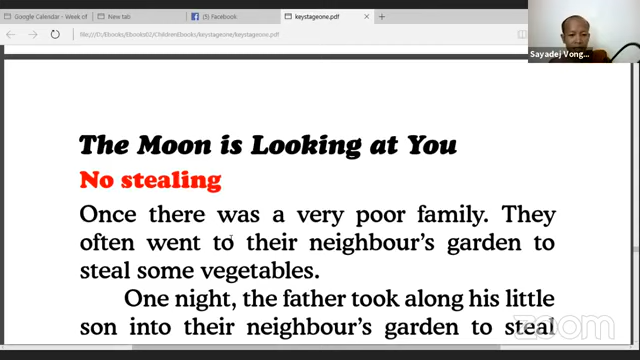 Google Calendar - Week of
New tab
(5) Facebook
keystageone.pdf
file:///D:/Ebooks/Ebooks02/ChildrenEbooks/keystageone/keystageone.pdf
Sayadej Vong...
The Moon is Looking at You
No stealing
Once there was a very poor family. They
often went to their neighbour's garden to
steal some vegetables.
One night, the father took along his little
son into their neighbour's garden to steal
zoom